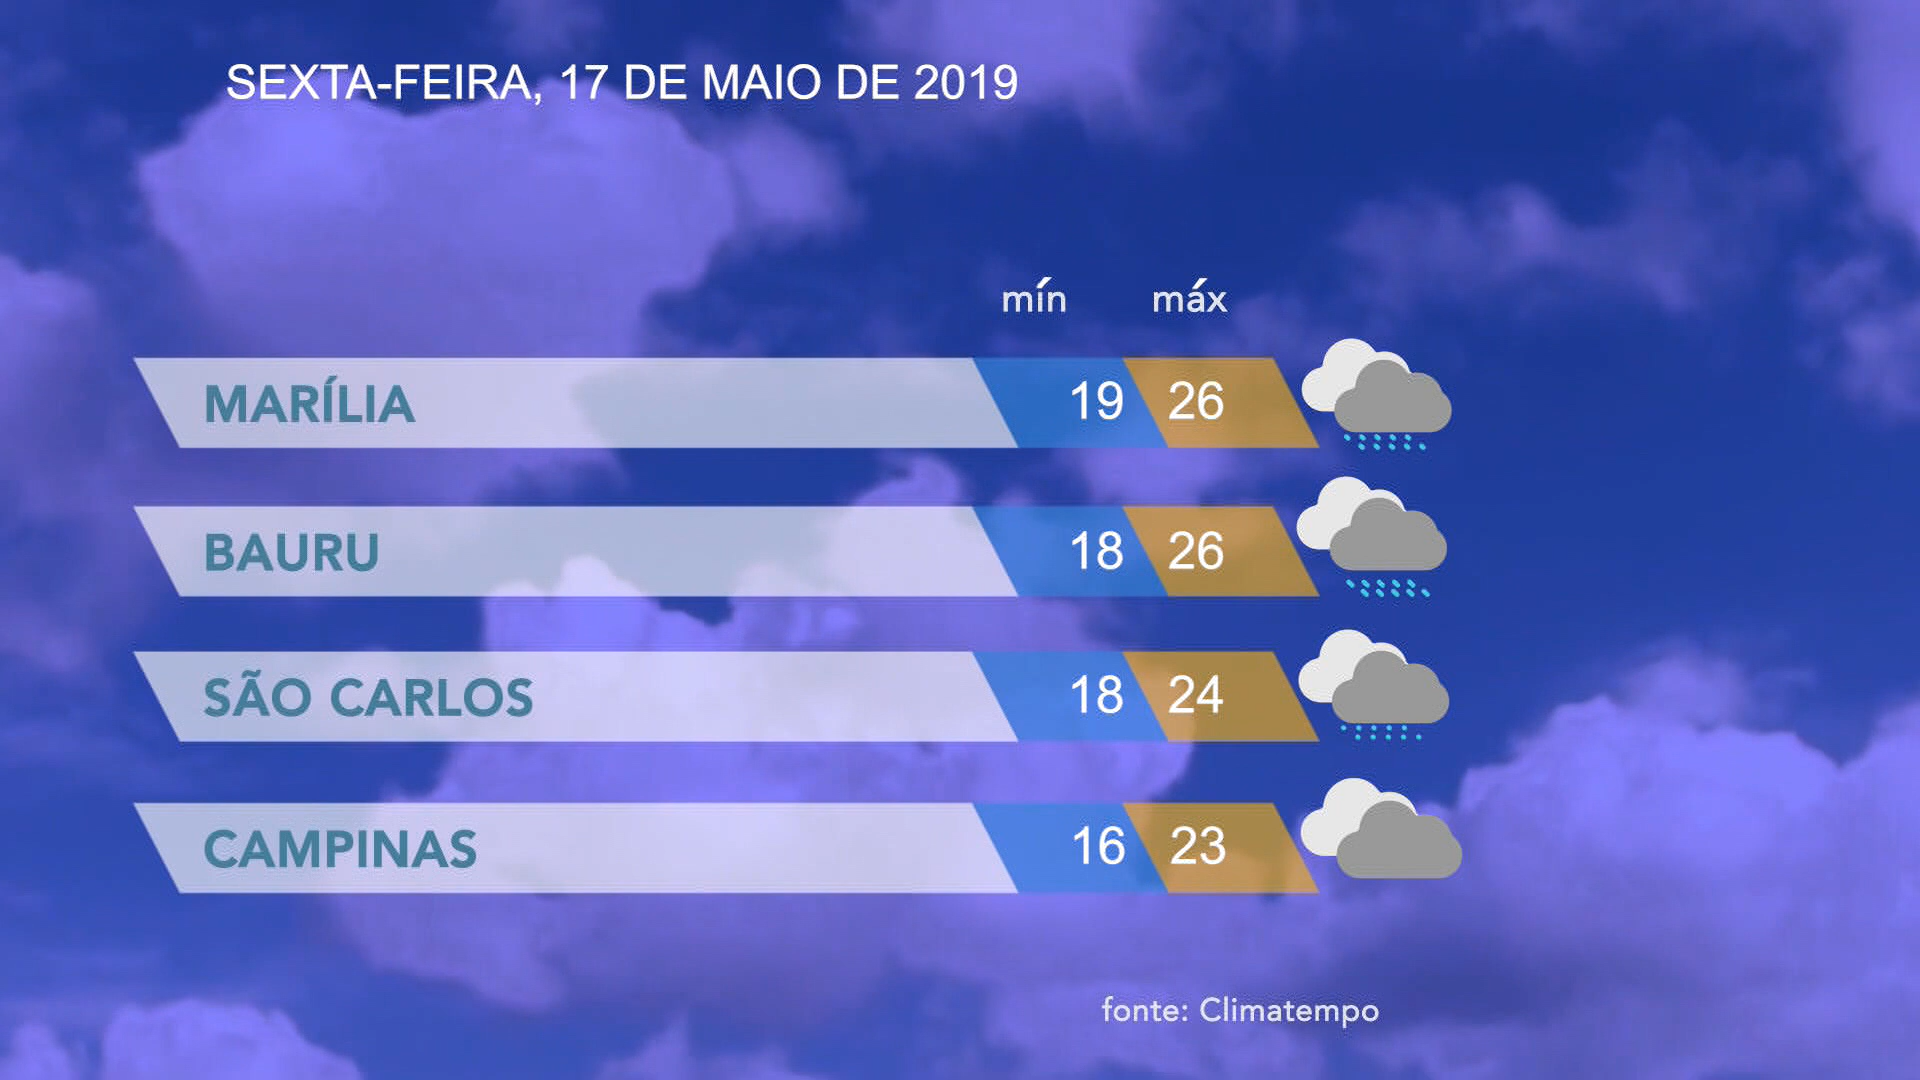 SEXTA-FEIRA, 17 DE MAIO DE 2019
mín máx
MARÍLIA 19 26
BAURU 18 26
SÃO CARLOS 18 24
CAMPINAS 16 23
fonte: Climatempo